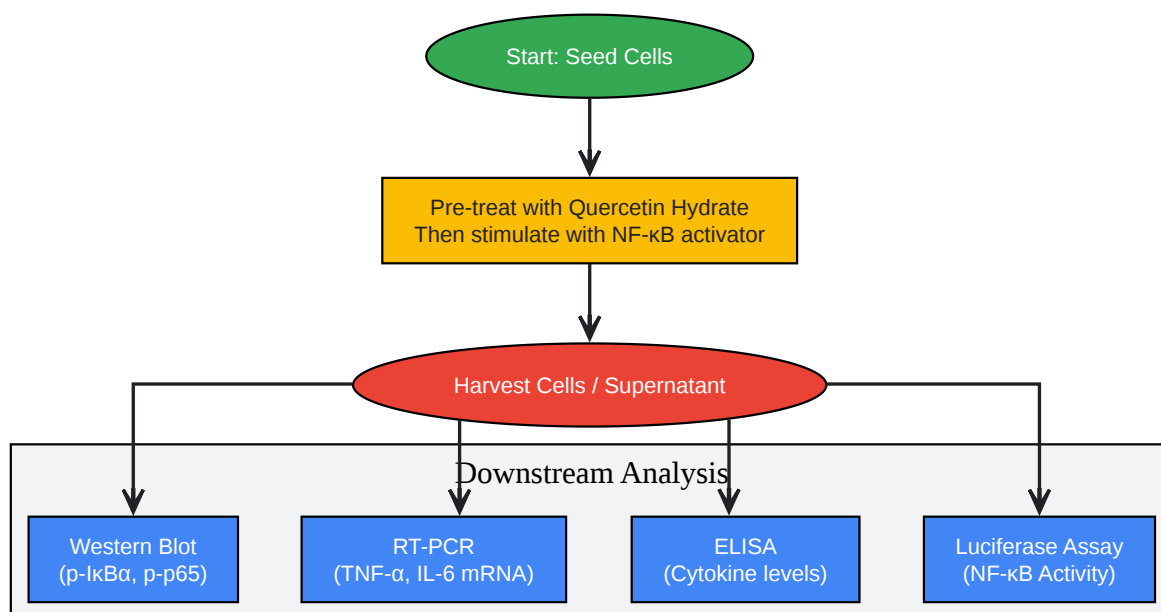 Start: Seed Cells
Pre-treat with Quercetin Hydrate
Then stimulate with NF-κB activator
Harvest Cells / Supernatant
Downstream Analysis
Western Blot
(p-IκBα, p-p65)
RT-PCR
(TNF-α, IL-6 mRNA)
ELISA
(Cytokine levels)
Luciferase Assay
(NF-κB Activity)